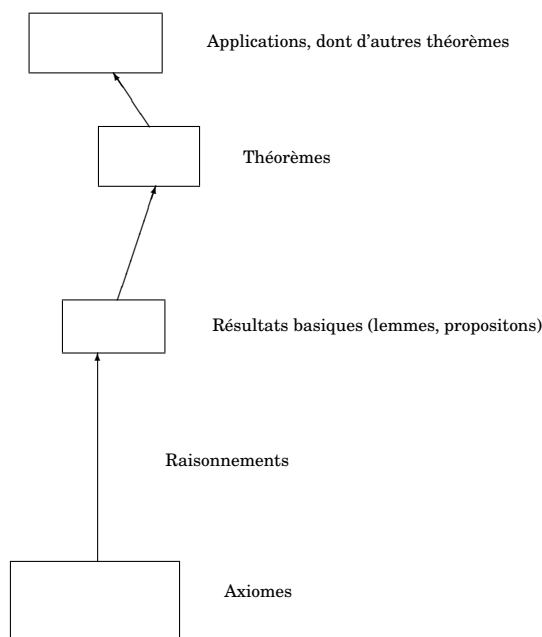 Applications, dont d'autres théorèmes
Théorèmes
Résultats basiques (lemmes, propositons)
Raisonnements
Axiomes